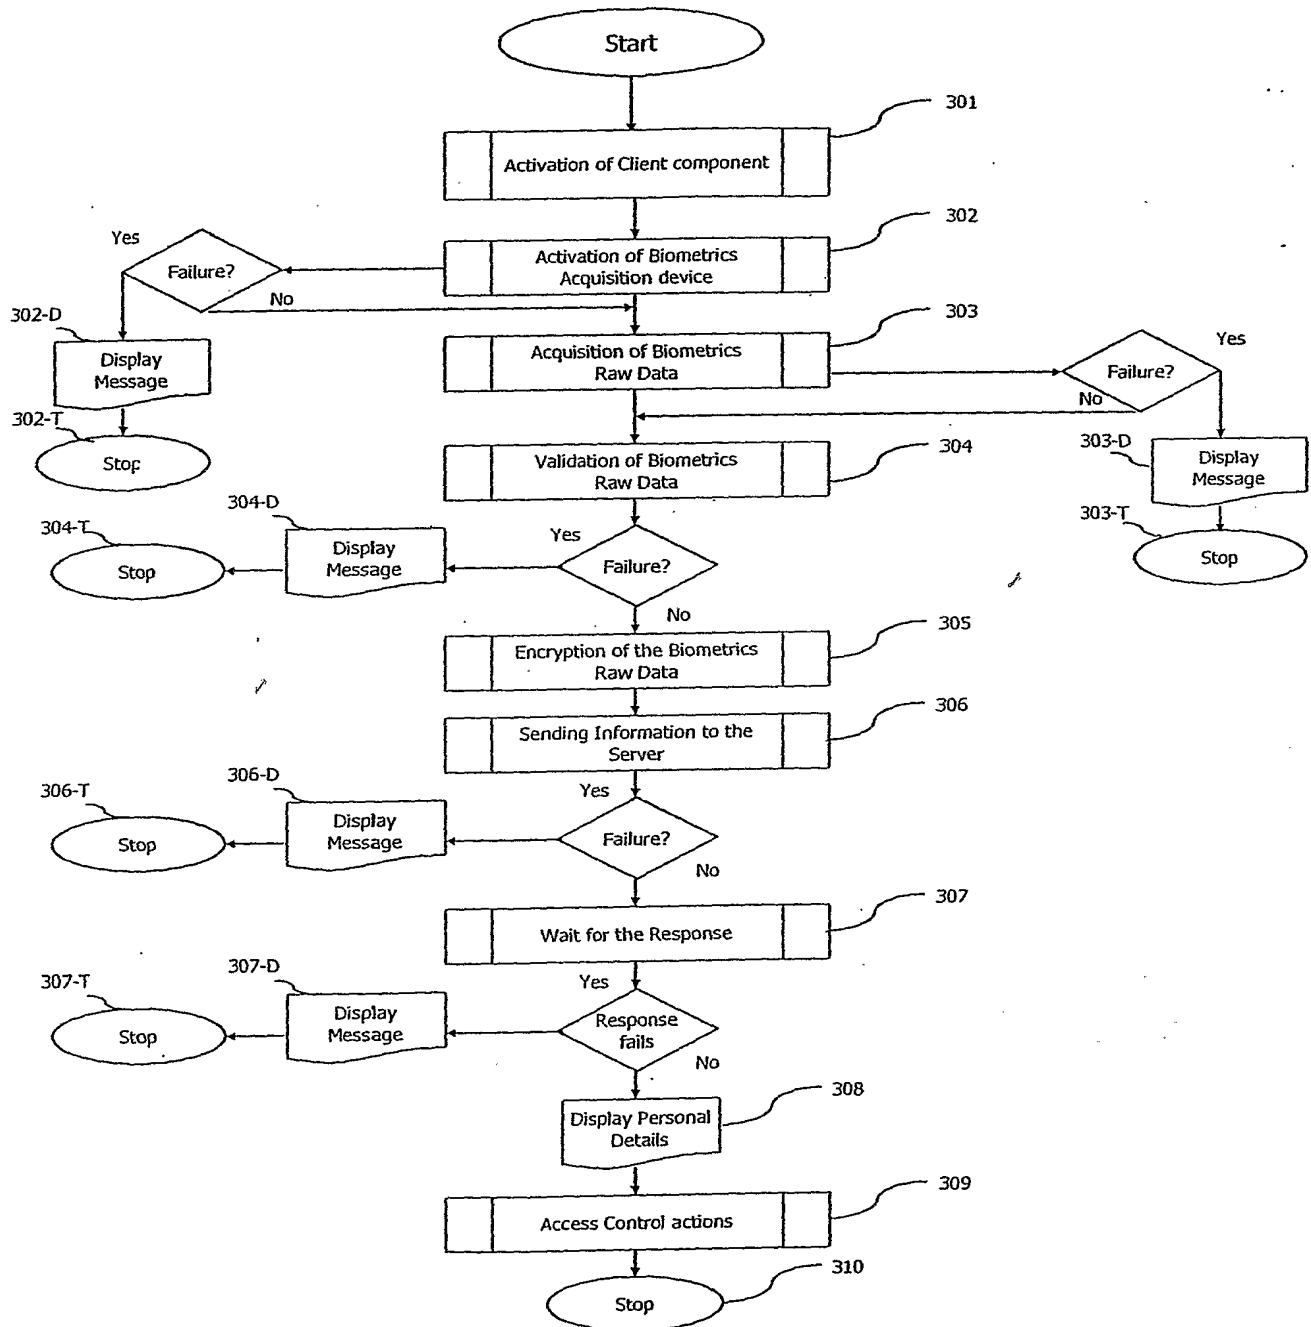 Start
301
Activation of Client component
302
Activation of Biometrics
Acquisition device
Yes
Failure?
No
302-D
Display
Message
302-T
Stop
303
Acquisition of Biometrics
Raw Data
Yes
Failure?
No
303-D
Display
Message
303-T
Stop
304
Validation of Biometrics
Raw Data
Yes
Failure?
No
304-D
Display
Message
304-T
Stop
305
Encryption of the Biometrics
Raw Data
306
Sending Information to the
Server
Yes
Failure?
No
306-D
Display
Message
306-T
Stop
307
Wait for the Response
Yes
Response
fails
No
307-D
Display
Message
307-T
Stop
308
Display Personal
Details
309
Access Control actions
310
Stop